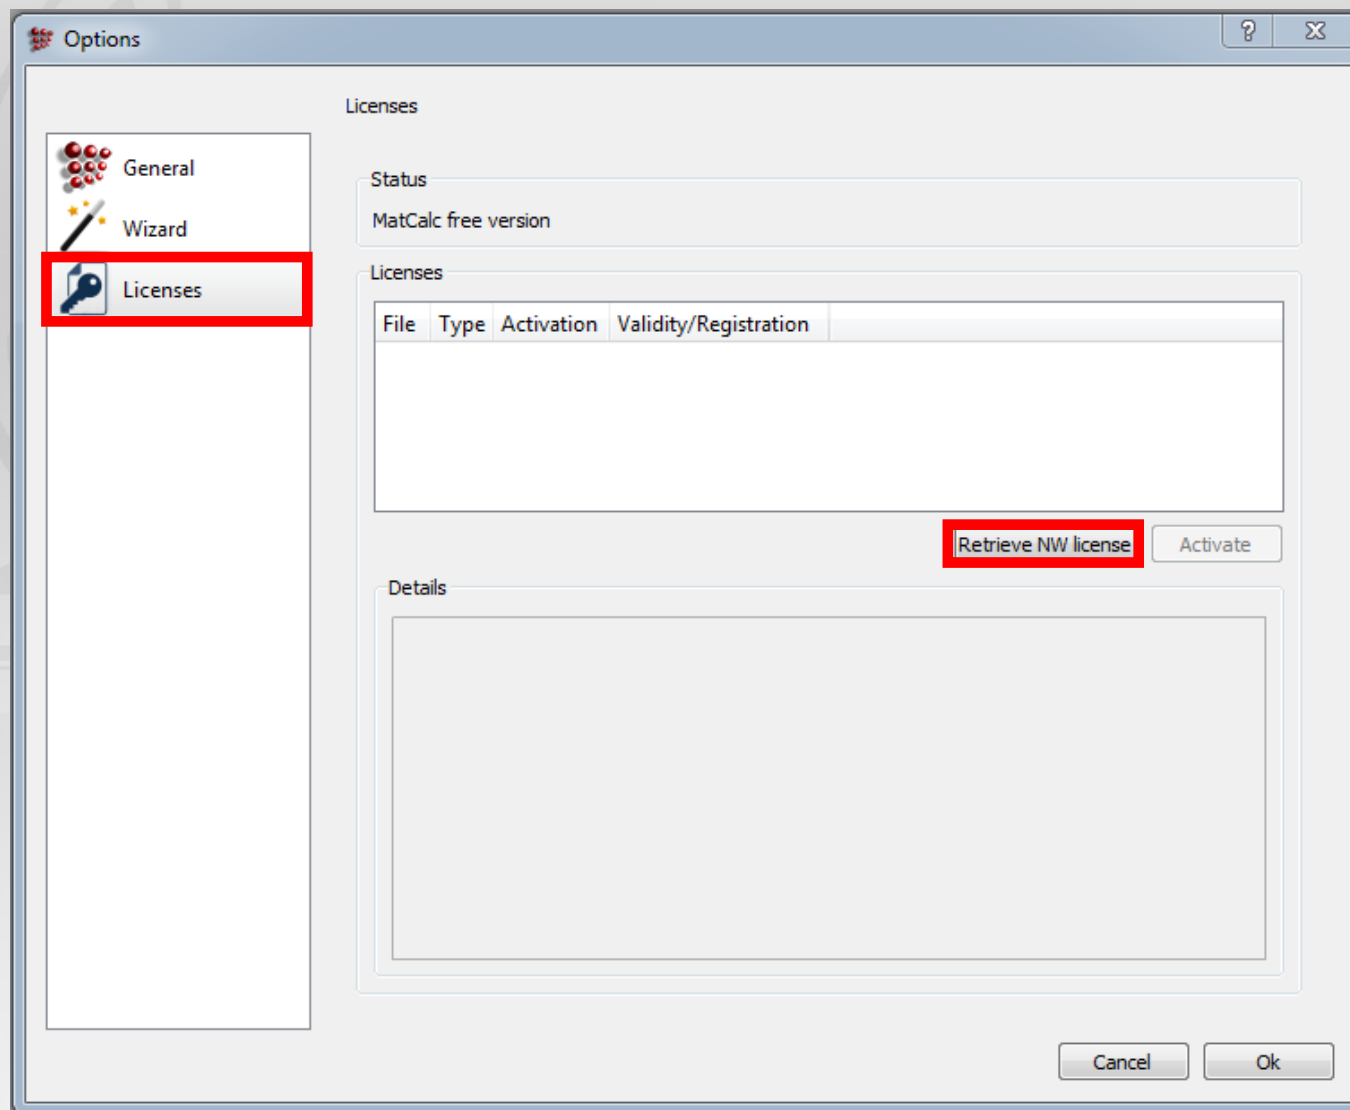 Options
Licenses
General
Wizard
Licenses
Status
MatCalc free version
Licenses
File Type Activation Validity/Registration
Retrieve NW license Activate
Details
Cancel Ok